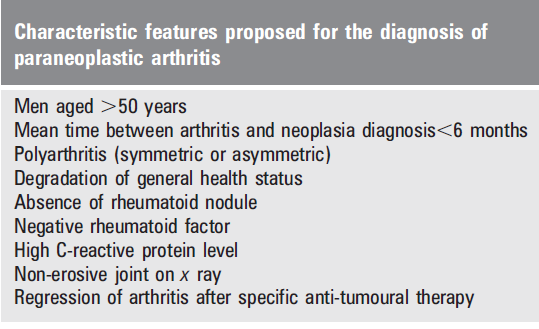 Characteristic features proposed for the diagnosis of
paraneoplastic arthritis
Men aged >50 years
Mean time between arthritis and neoplasia diagnosis<6 months
Polyarthritis (symmetric or asymmetric)
Degradation of general health status
Absence of rheumatoid nodule
Negative rheumatoid factor
High C-reactive protein level
Non-erosive joint on x ray
Regression of arthritis after specific anti-tumoural therapy